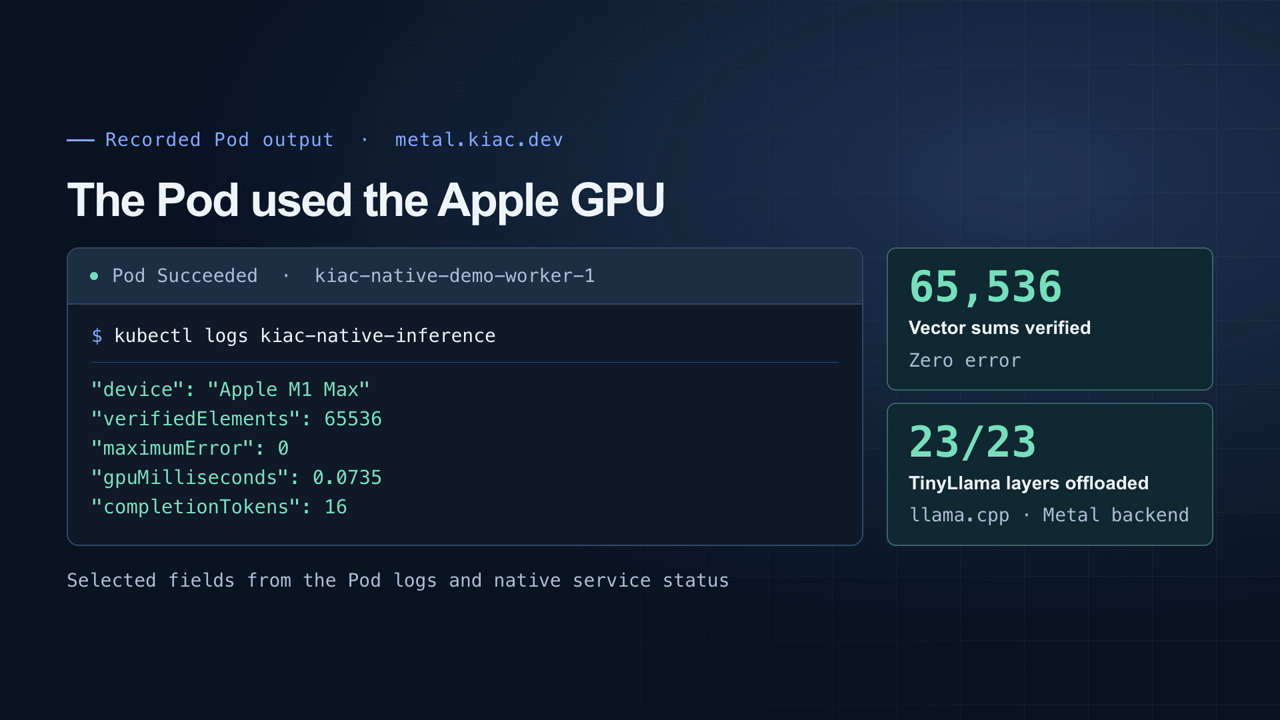 Recorded Pod output · metal.kiac.dev
The Pod used the Apple GPU
Pod Succeeded · kiac-native-demo-worker-1
$ kubectl logs kiac-native-inference
"device": "Apple M1 Max"
"verifiedElements": 65536
"maximumError": 0
"gpuMilliseconds": 0.0735
"completionTokens": 16
65,536
Vector sums verified
Zero error
23/23
TinyLlama layers offloaded
llama.cpp · Metal backend
Selected fields from the Pod logs and native service status